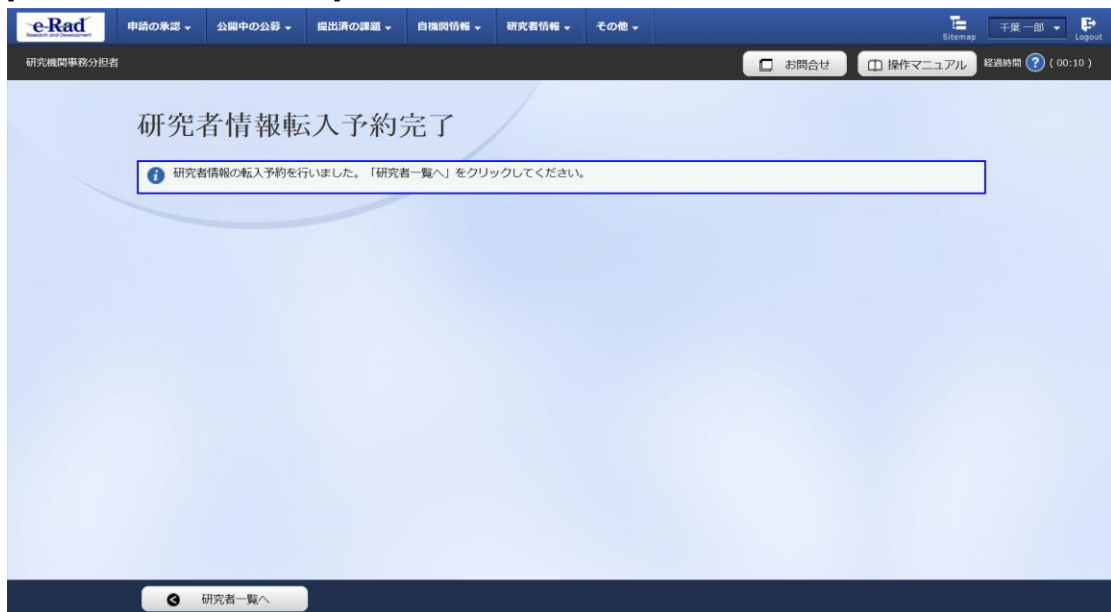 e-Rad
Research and Development
申請の承認
公開中の公募
提出済の課題
自機関情報
研究者情報
その他
Sitemap
千葉 一郎
Logout
研究機関事務分担者
お問合せ
操作マニュアル
経過時間 ? ( 00:10 )
研究者情報転入予約完了
研究者情報の転入予約を行いました。「研究者一覧へ」をクリックしてください。
研究者一覧へ